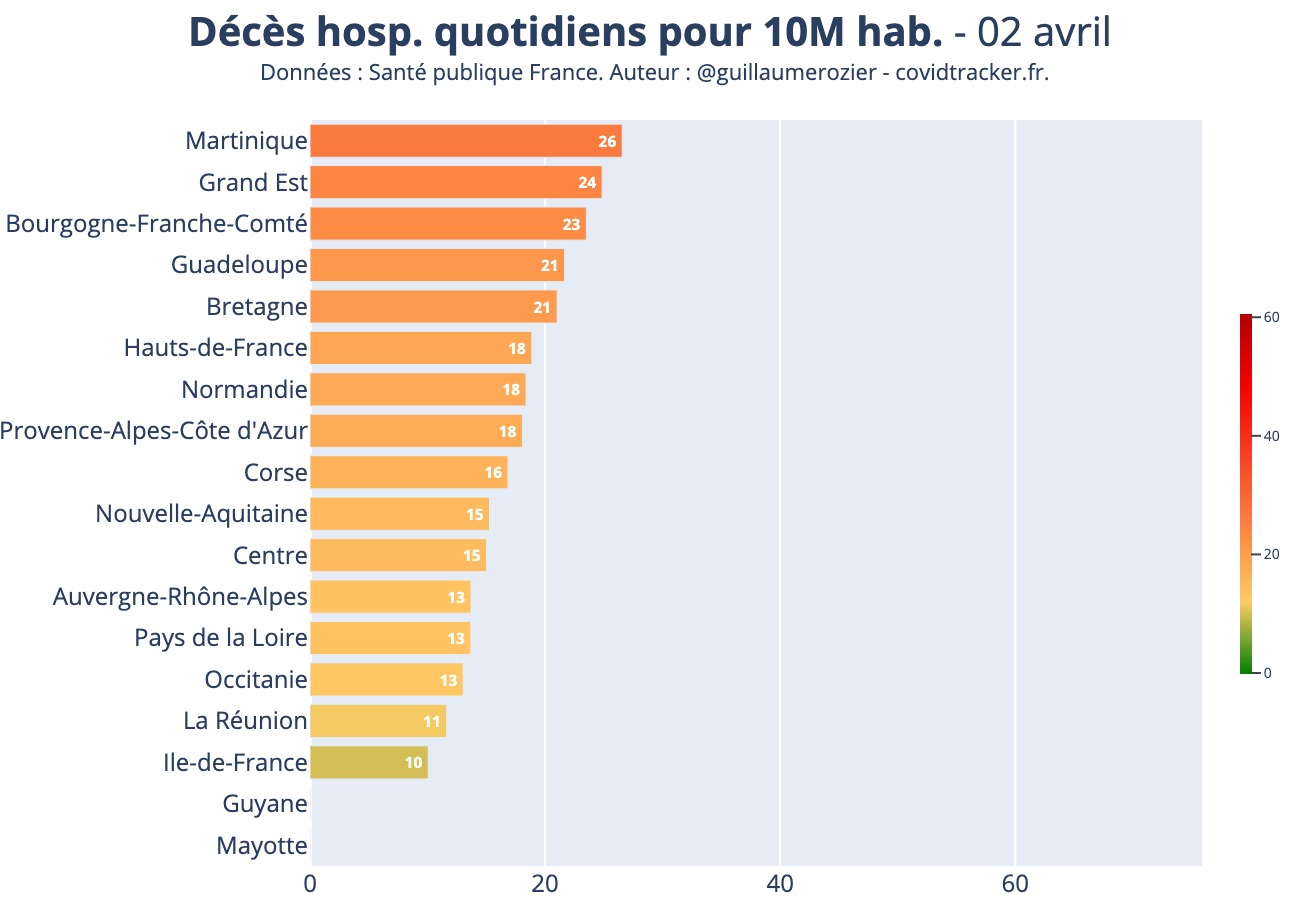 Décès hosp. quotidiens pour 10M hab. - 02 avril
Données : Santé publique France. Auteur : @guillaumerozier - covidtracker.fr.
Martinique 26
Grand Est 24
Bourgogne-Franche-Comté 23
Guadeloupe 21
Bretagne 21
Hauts-de-France 18
Normandie 18
Provence-Alpes-Côte d'Azur 18
Corse 16
Nouvelle-Aquitaine 15
Centre 15
Auvergne-Rhône-Alpes 13
Pays de la Loire 13
Occitanie 13
La Réunion 11
Ile-de-France 10
Guyane
Mayotte
0 20 40 60
60
40
20
0